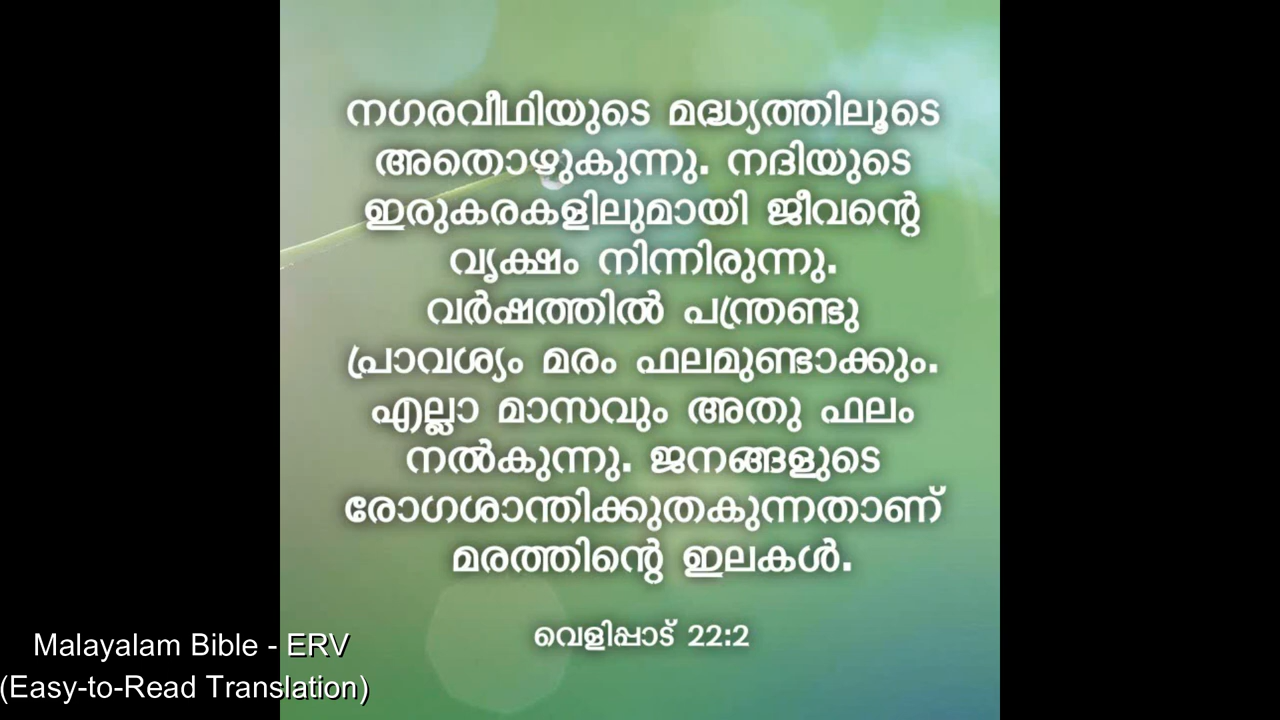 നഗരവീഥിയുടെ മദ്ധ്യത്തിലൂടെ
അതൊഴുകുന്നു. നദിയുടെ
ഇരുകരകളിലുമായി ജീവന്റെ
വൃക്ഷം നിന്നിരുന്നു.
വർഷത്തിൽ പന്ത്രണ്ടു
പ്രാവശ്യം മരം ഫലമുണ്ടാക്കും.
എല്ലാ മാസവും അതു ഫലം
നൽകുന്നു. ജനങ്ങളുടെ
രോഗശാന്തിക്കുതകുന്നതാണ്
മരത്തിന്റെ ഇലകൾ.
വെളിപ്പാട് 22:2
Malayalam Bible - ERV
(Easy-to-Read Translation)